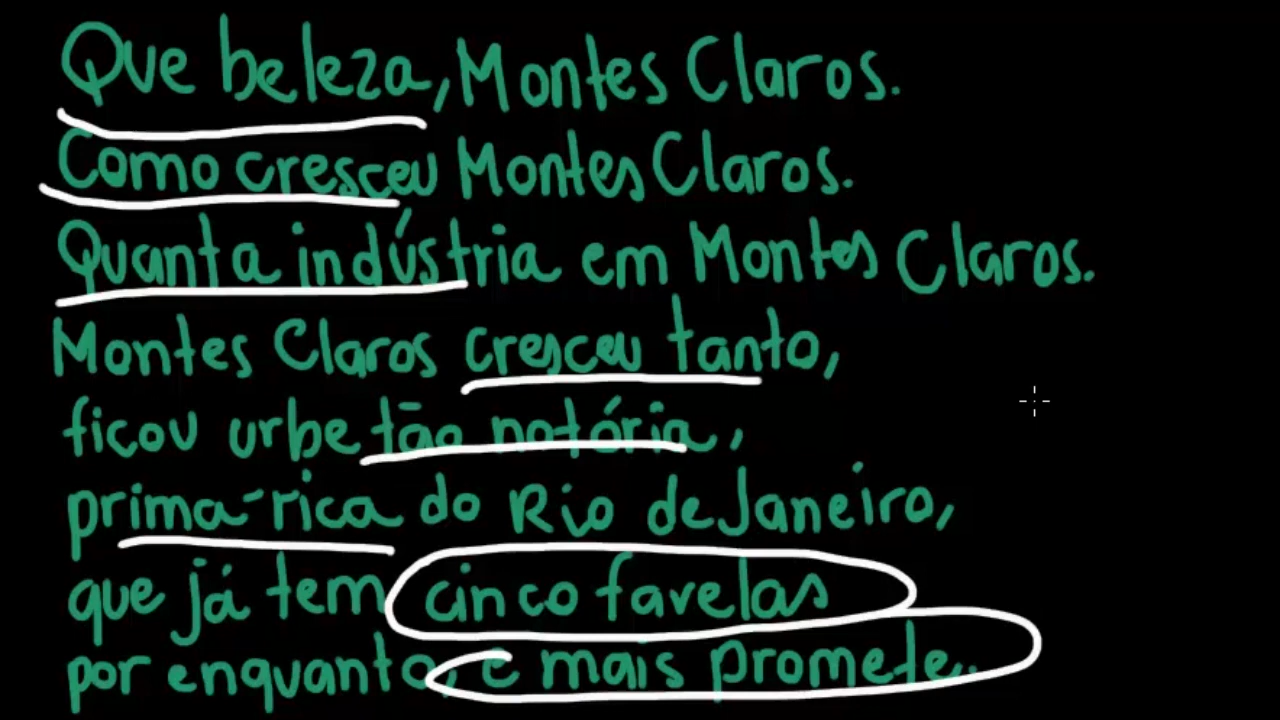 Que beleza, Montes Claros.
Como cresceu Montes Claros.
Quanta indústria em Montes Claros.
Montes Claros cresceu tanto,
ficou urbe tão notória,
prima-rica do Rio de Janeiro,
que já tem cinco favelas
por enquanto, e mais promete..